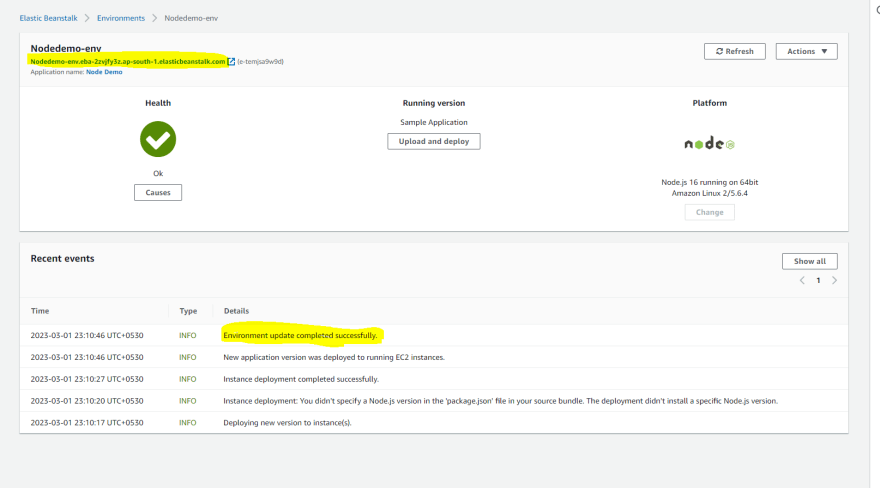 Elastic Beanstalk > Environments > Nodedemo-env
Nodedemo-env
Nodedemo-env.eba-2zvjfy3z.ap-south-1.elasticbeanstalk.com (e-temjsa9w9d)
Application name: Node Demo
Refresh
Actions ▼
Health
Ok
Causes
Running version
Sample Application
Upload and deploy
Platform
node
Node.js 16 running on 64bit
Amazon Linux 2/5.6.4
Change
Recent events
Show all
< 1 >
Time Type Details
2023-03-01 23:10:46 UTC+0530 INFO Environment update completed successfully.
2023-03-01 23:10:46 UTC+0530 INFO New application version was deployed to running EC2 instances.
2023-03-01 23:10:27 UTC+0530 INFO Instance deployment completed successfully.
2023-03-01 23:10:20 UTC+0530 INFO Instance deployment: You didn't specify a Node.js version in the 'package.json' file in your source bundle. The deployment didn't install a specific Node.js version.
2023-03-01 23:10:17 UTC+0530 INFO Deploying new version to instance(s).